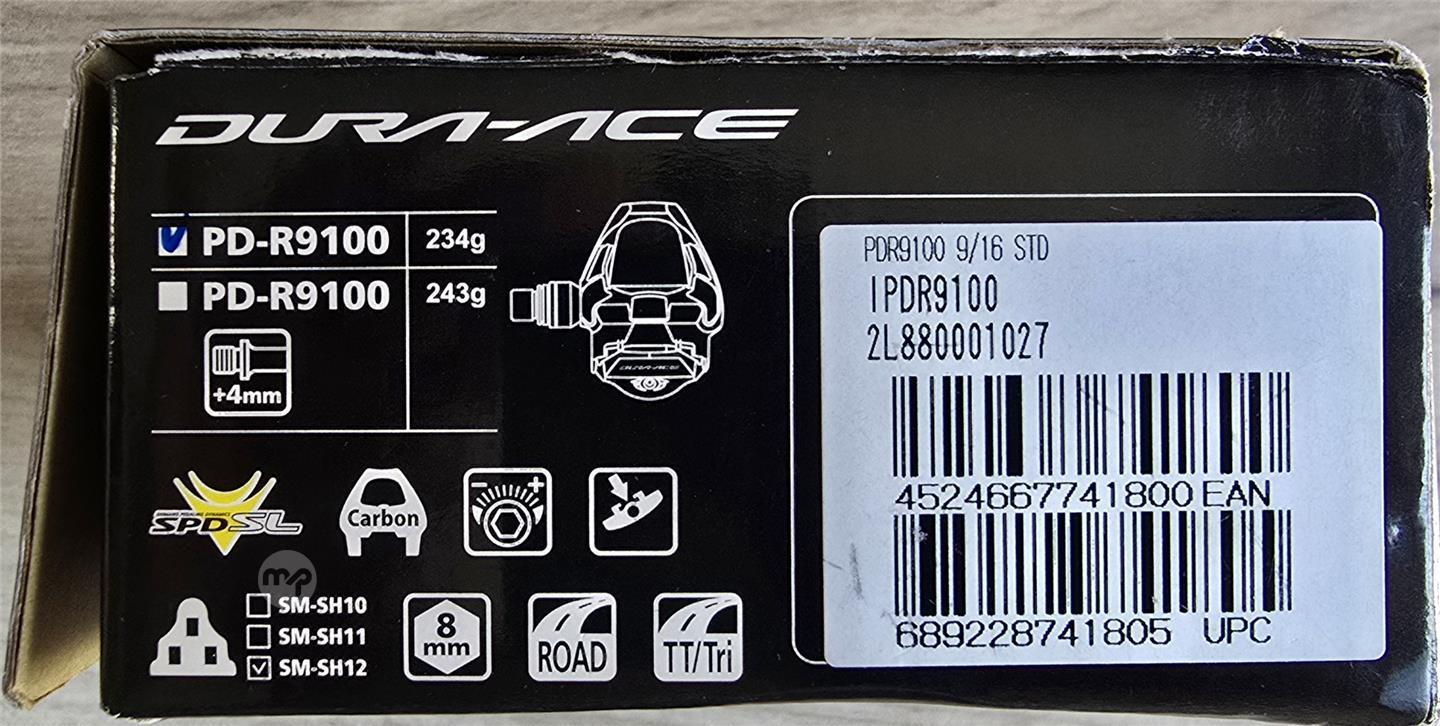 DURA-ACE
PD-R9100 234g
PD-R9100 243g
+4mm
DURA-ACE
SPD-SL
Carbon
- +
mp
SM-SH10
SM-SH11
SM-SH12
8
mm
ROAD
TT/Tri
PDR9100 9/16 STD
IPDR9100
2L880001027
4524667741800 EAN
689228741805 UPC